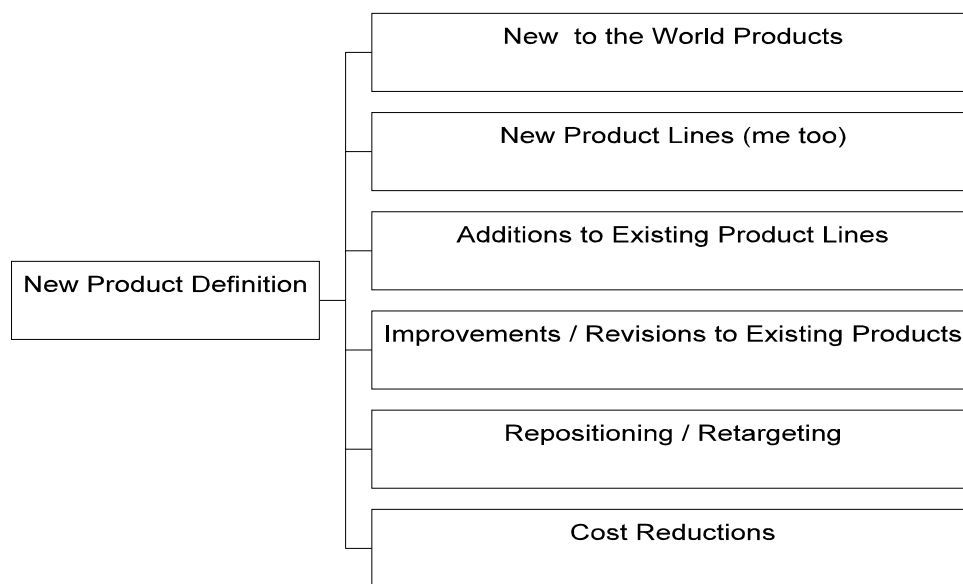 New to the World Products
New Product Lines (me too)
Additions to Existing Product Lines
New Product Definition
Improvements / Revisions to Existing Products
Repositioning / Retargeting
Cost Reductions